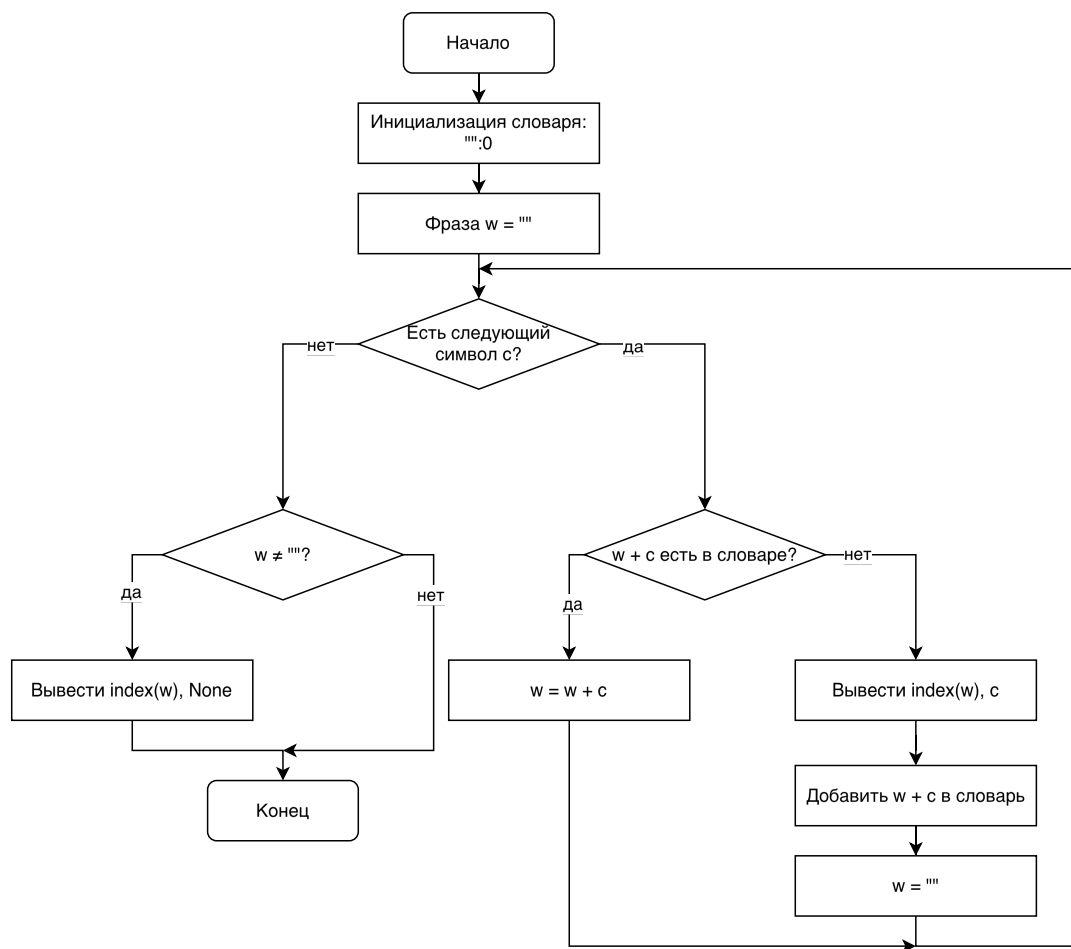 Начало
Инициализация словаря:
"":0
Фраза w = ""
Есть следующий
символ c?
нет
да
w ≠ ""?
w + c есть в словаре?
нет
да
нет
да
Вывести index(w), None
w = w + c
Вывести index(w), c
Добавить w + c в словарь
Конец
w = ""